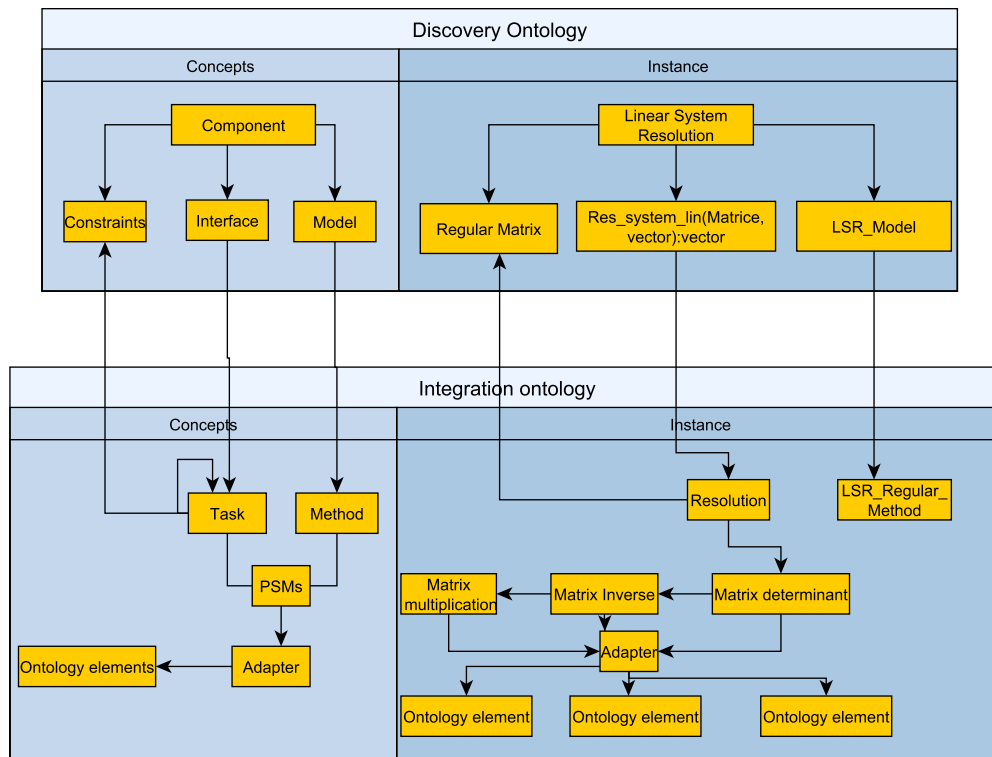 Discovery Ontology
Concepts
Instance
Component
Linear System
Resolution
Constraints
Interface
Model
Regular Matrix
Res_system_lin(Matrice,
vector):vector
LSR_Model
Integration ontology
Concepts
Instance
Task
Method
Resolution
LSR_Regular_
Method
PSMs
Matrix
multiplication
Matrix Inverse
Matrix determinant
Ontology elements
Adapter
Adapter
Ontology element
Ontology element
Ontology element